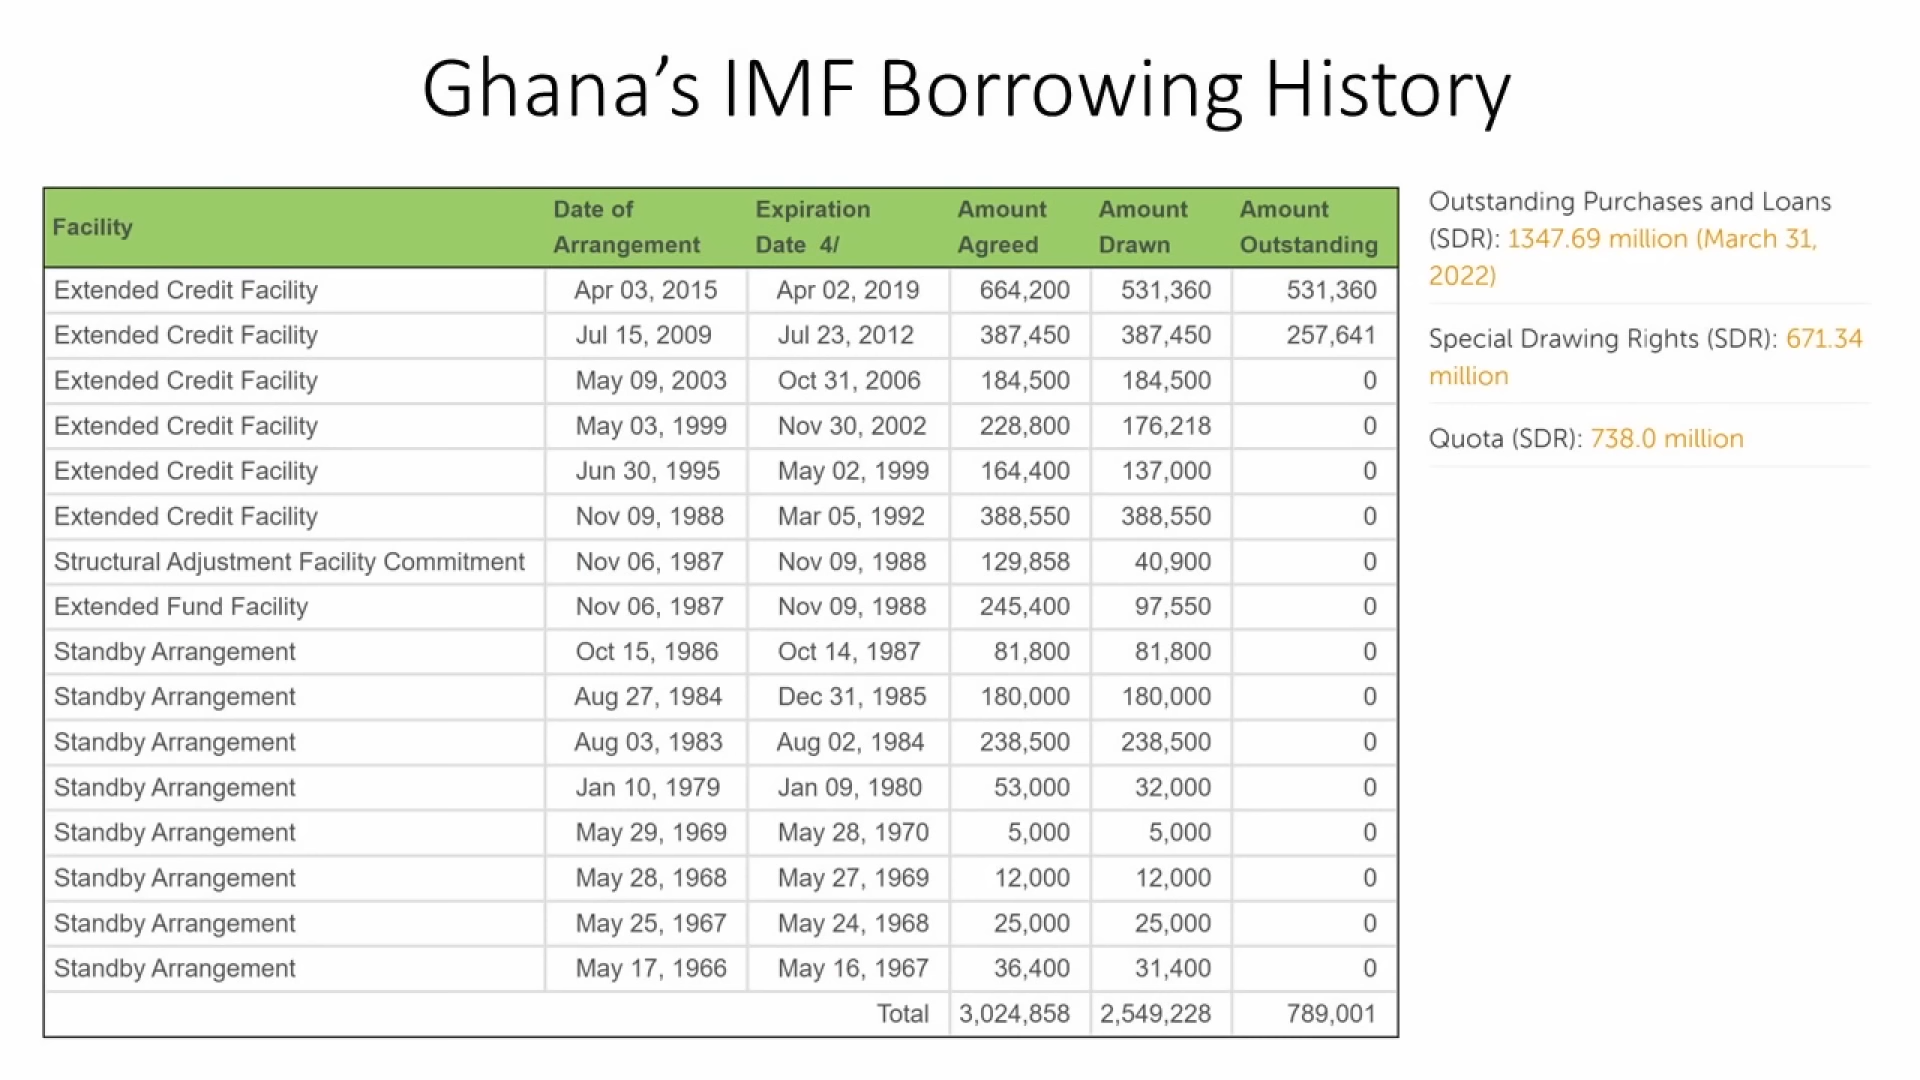 Ghana’s IMF Borrowing History
Facility Date of Arrangement Expiration Date 4/ Amount Agreed Amount Drawn Amount Outstanding
Extended Credit Facility Apr 03, 2015 Apr 02, 2019 664,200 531,360 531,360
Extended Credit Facility Jul 15, 2009 Jul 23, 2012 387,450 387,450 257,641
Extended Credit Facility May 09, 2003 Oct 31, 2006 184,500 184,500 0
Extended Credit Facility May 03, 1999 Nov 30, 2002 228,800 176,218 0
Extended Credit Facility Jun 30, 1995 May 02, 1999 164,400 137,000 0
Extended Credit Facility Nov 09, 1988 Mar 05, 1992 388,550 388,550 0
Structural Adjustment Facility Commitment Nov 06, 1987 Nov 09, 1988 129,858 40,900 0
Extended Fund Facility Nov 06, 1987 Nov 09, 1988 245,400 97,550 0
Standby Arrangement Oct 15, 1986 Oct 14, 1987 81,800 81,800 0
Standby Arrangement Aug 27, 1984 Dec 31, 1985 180,000 180,000 0
Standby Arrangement Aug 03, 1983 Aug 02, 1984 238,500 238,500 0
Standby Arrangement Jan 10, 1979 Jan 09, 1980 53,000 32,000 0
Standby Arrangement May 29, 1969 May 28, 1970 5,000 5,000 0
Standby Arrangement May 28, 1968 May 27, 1969 12,000 12,000 0
Standby Arrangement May 25, 1967 May 24, 1968 25,000 25,000 0
Standby Arrangement May 17, 1966 May 16, 1967 36,400 31,400 0
Total 3,024,858 2,549,228 789,001
Outstanding Purchases and Loans
(SDR): 1347.69 million (March 31,
2022)
Special Drawing Rights (SDR): 671.34
million
Quota (SDR): 738.0 million